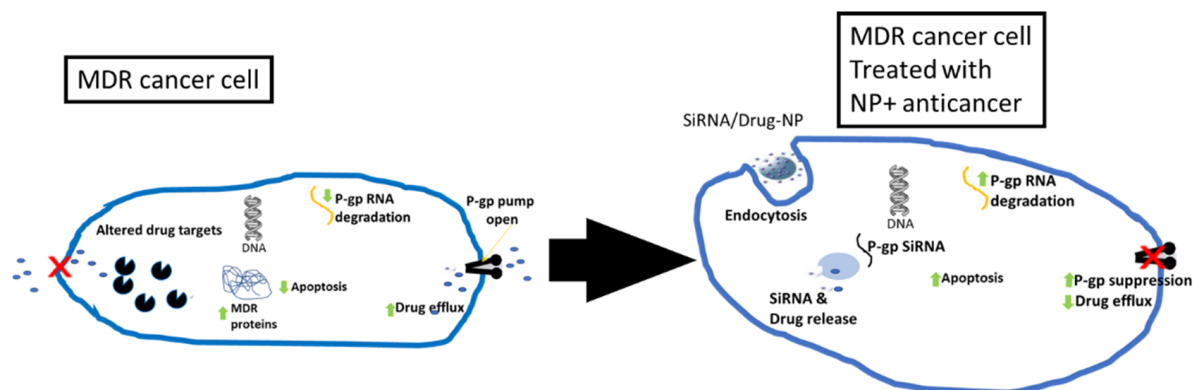 MDR cancer cell
Altered drug targets
DNA
P-gp RNA
degradation
P-gp pump
open
MDR
proteins
Apoptosis
Drug efflux
MDR cancer cell
Treated with
NP+ anticancer
SiRNA/Drug-NP
Endocytosis
DNA
P-gp RNA
degradation
P-gp SiRNA
SiRNA &
Drug release
Apoptosis
P-gp suppression
Drug efflux